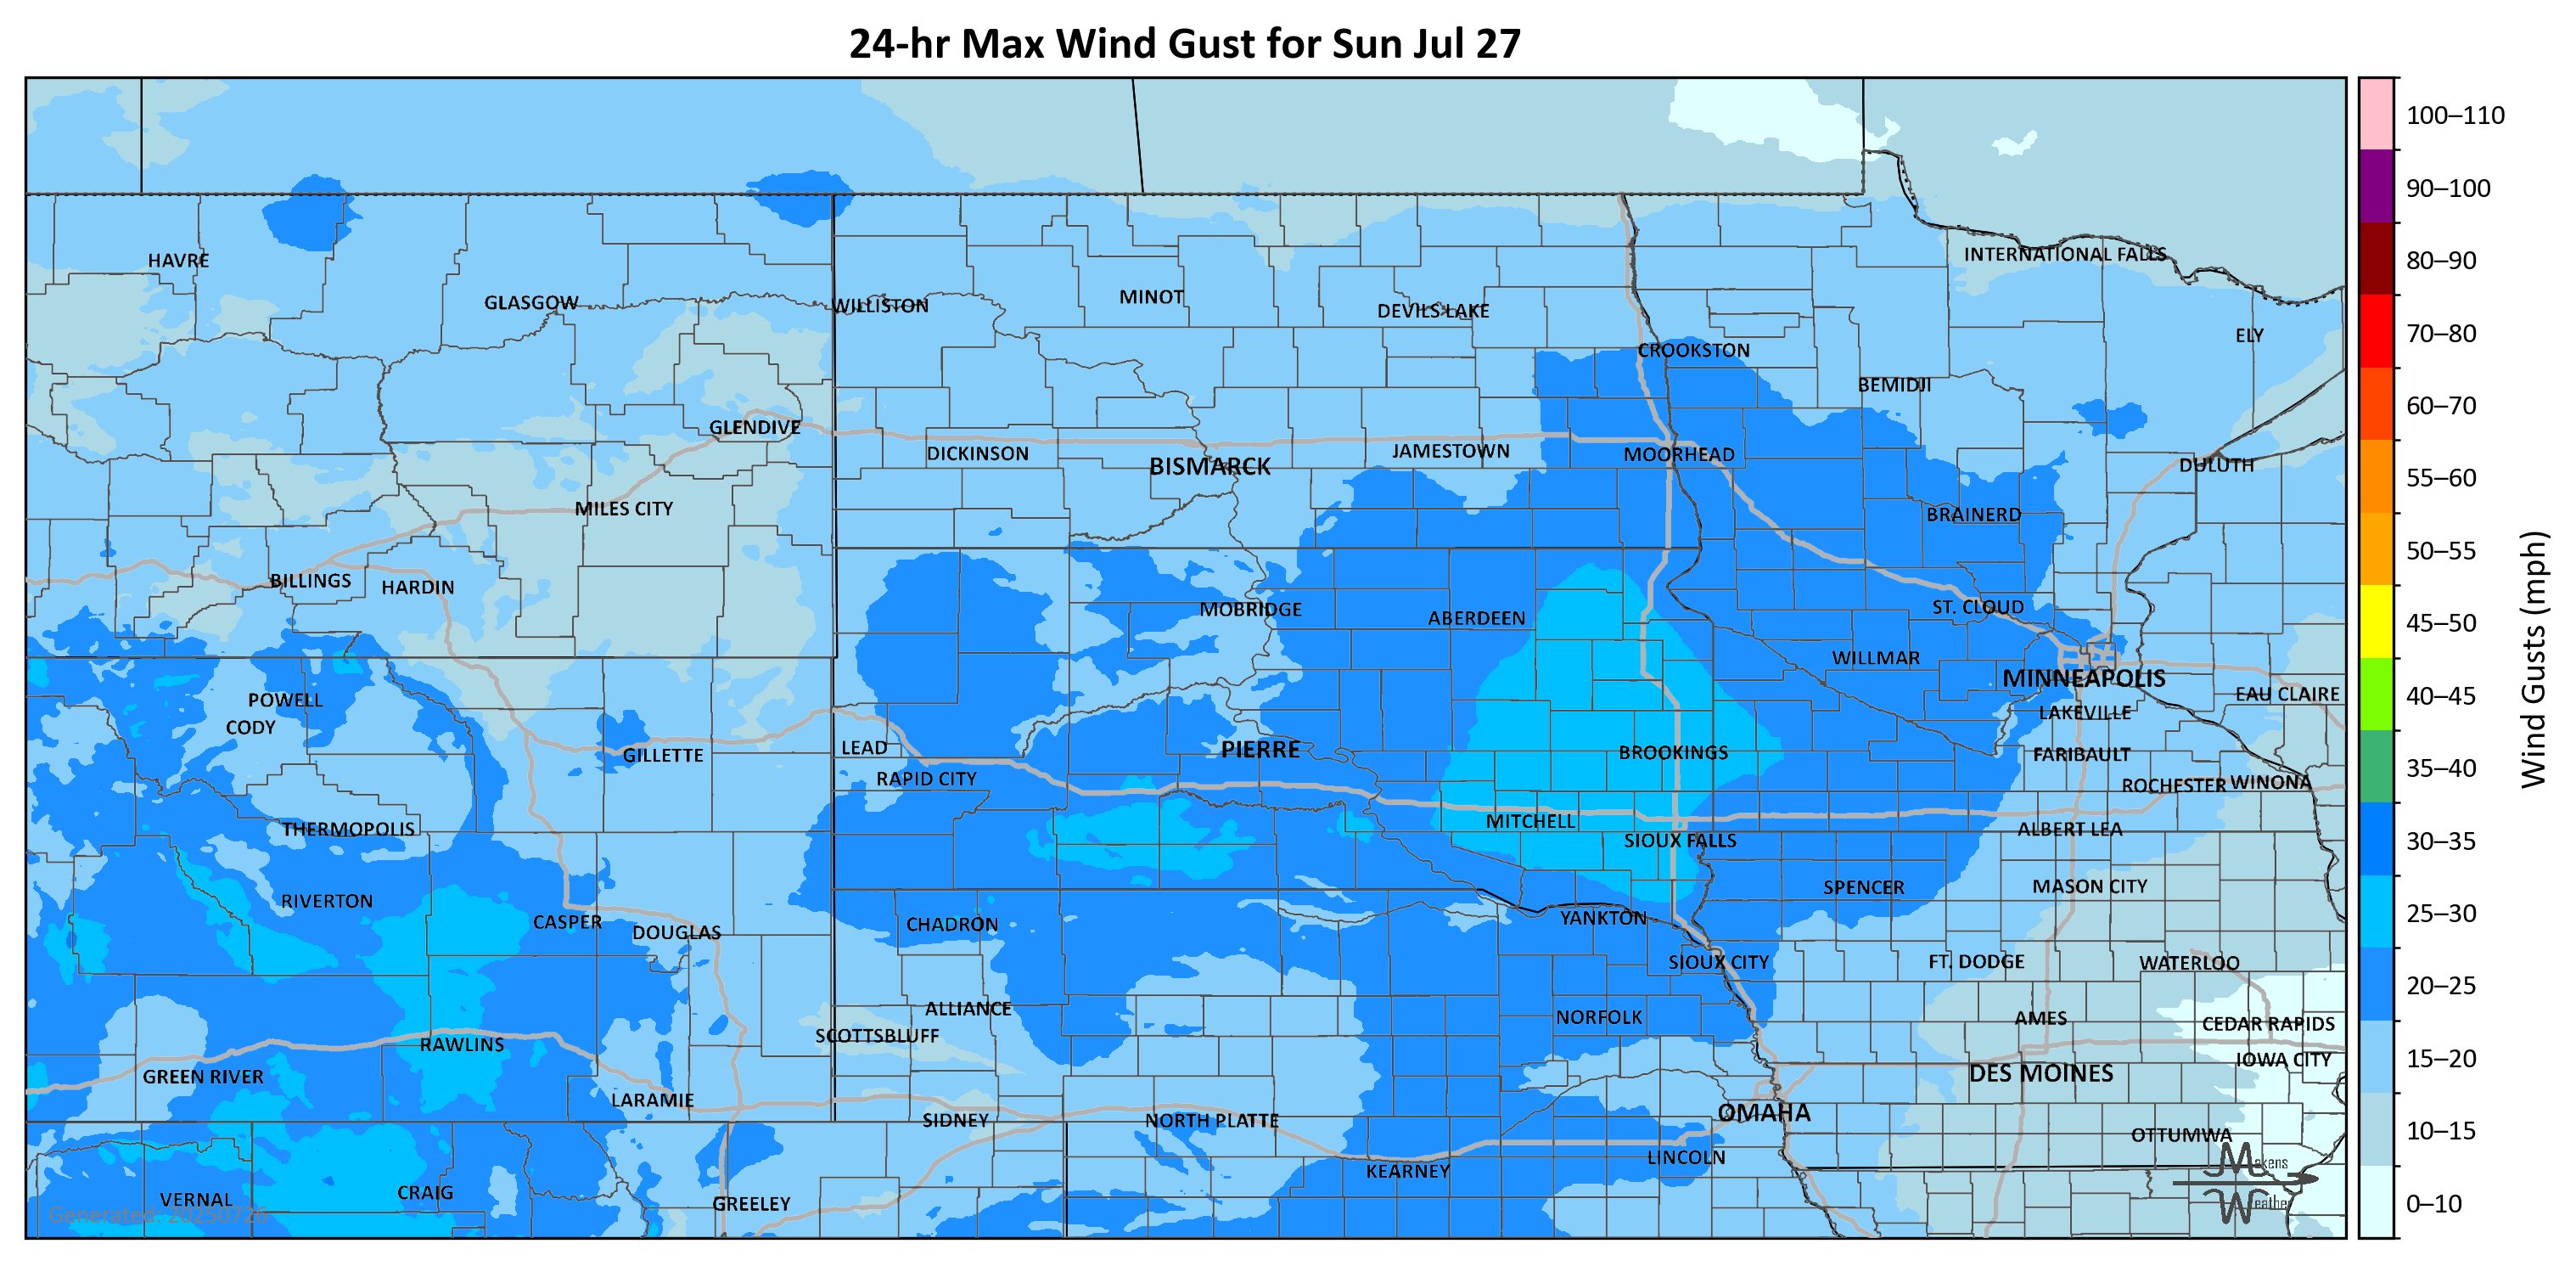 24-hr Max Wind Gust for Sun Jul 27
HAVRE
GLASGOW
WILLISTON
MINOT
DEVILS LAKE
CROOKSTON
INTERNATIONAL FALLS
ELY
BEMIDJI
GLENDIVE
DICKINSON
BISMARCK
JAMESTOWN
MOORHEAD
DULUTH
MILES CITY
BRAINERD
BILLINGS
HARDIN
MOBRIDGE
ABERDEEN
ST. CLOUD
WILLMAR
MINNEAPOLIS
POWELL
EAU CLAIRE
CODY
LAKEVILLE
GILLETTE
LEAD
PIERRE
BROOKINGS
FARIBAULT
RAPID CITY
ROCHESTER
WINONA
THERMOPOLIS
MITCHELL
SIOUX FALLS
ALBERT LEA
RIVERTON
SPENCER
MASON CITY
CASPER
DOUGLAS
CHADRON
YANKTON
SIOUX CITY
FT. DODGE
WATERLOO
ALLIANCE
NORFOLK
AMES
CEDAR RAPIDS
SCOTTSBLUFF
RAWLINS
IOWA CITY
GREEN RIVER
DES MOINES
LARAMIE
SIDNEY
NORTH PLATTE
OMAHA
OTTUMWA
KEARNEY
LINCOLN
VERNAL
CRAIG
GREELEY
Generated: 20250726
Makens
Weather
100–110
90–100
80–90
70–80
60–70
55–60
50–55
45–50
40–45
35–40
30–35
25–30
20–25
15–20
10–15
0–10
Wind Gusts (mph)